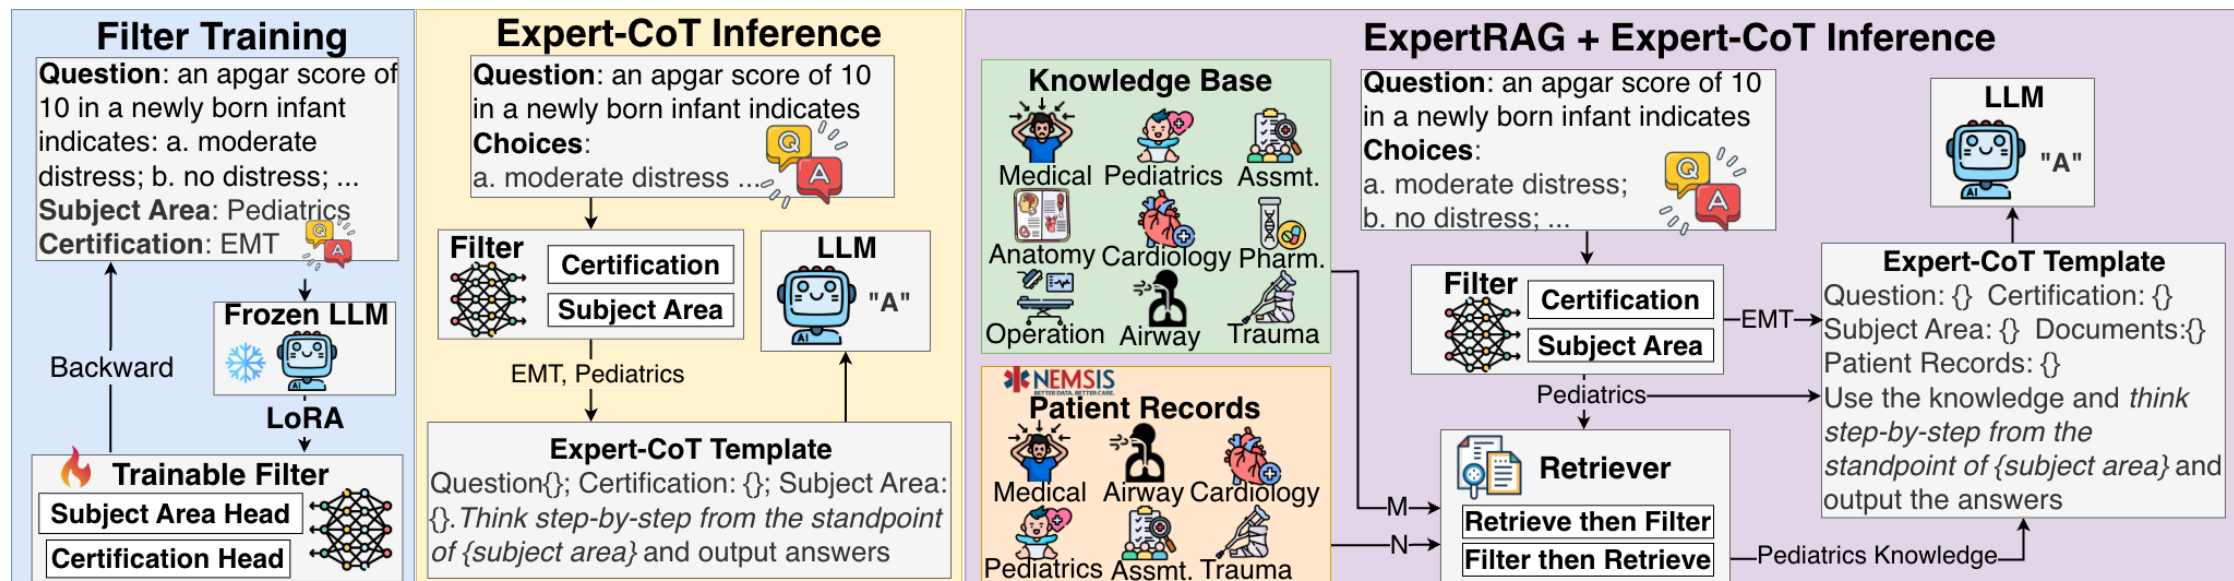 Filter Training
Question: an apgar score of
10 in a newly born infant
indicates: a. moderate
distress; b. no distress; ...
Subject Area: Pediatrics
Certification: EMT
Q
A
Frozen LLM
AI
Backward
LoRA
Trainable Filter
Subject Area Head
Certification Head
Expert-CoT Inference
Question: an apgar score of 10
in a newly born infant indicates
Choices:
a. moderate distress ...
Q
A
Filter
Certification
Subject Area
LLM
"A"
AI
EMT, Pediatrics
Expert-CoT Template
Question{}; Certification: {}; Subject Area:
{}.Think step-by-step from the standpoint
of {subject area} and output answers
ExpertRAG + Expert-CoT Inference
Knowledge Base
Medical Pediatrics Assmt.
Anatomy Cardiology Pharm.
Operation Airway Trauma
NEMSIS
BETTER DATA. BETTER CARE.
Patient Records
Medical Airway Cardiology
Pediatrics Assmt. Trauma
Question: an apgar score of 10
in a newly born infant indicates
Choices:
a. moderate distress;
b. no distress; ...
Q
A
Filter
Certification
Subject Area
EMT
Pediatrics
M
N
Retriever
Retrieve then Filter
Filter then Retrieve
Pediatrics Knowledge
LLM
"A"
AI
Expert-CoT Template
Question: {} Certification: {}
Subject Area: {} Documents:{}
Patient Records: {}
Use the knowledge and think
step-by-step from the
standpoint of {subject area} and
output the answers